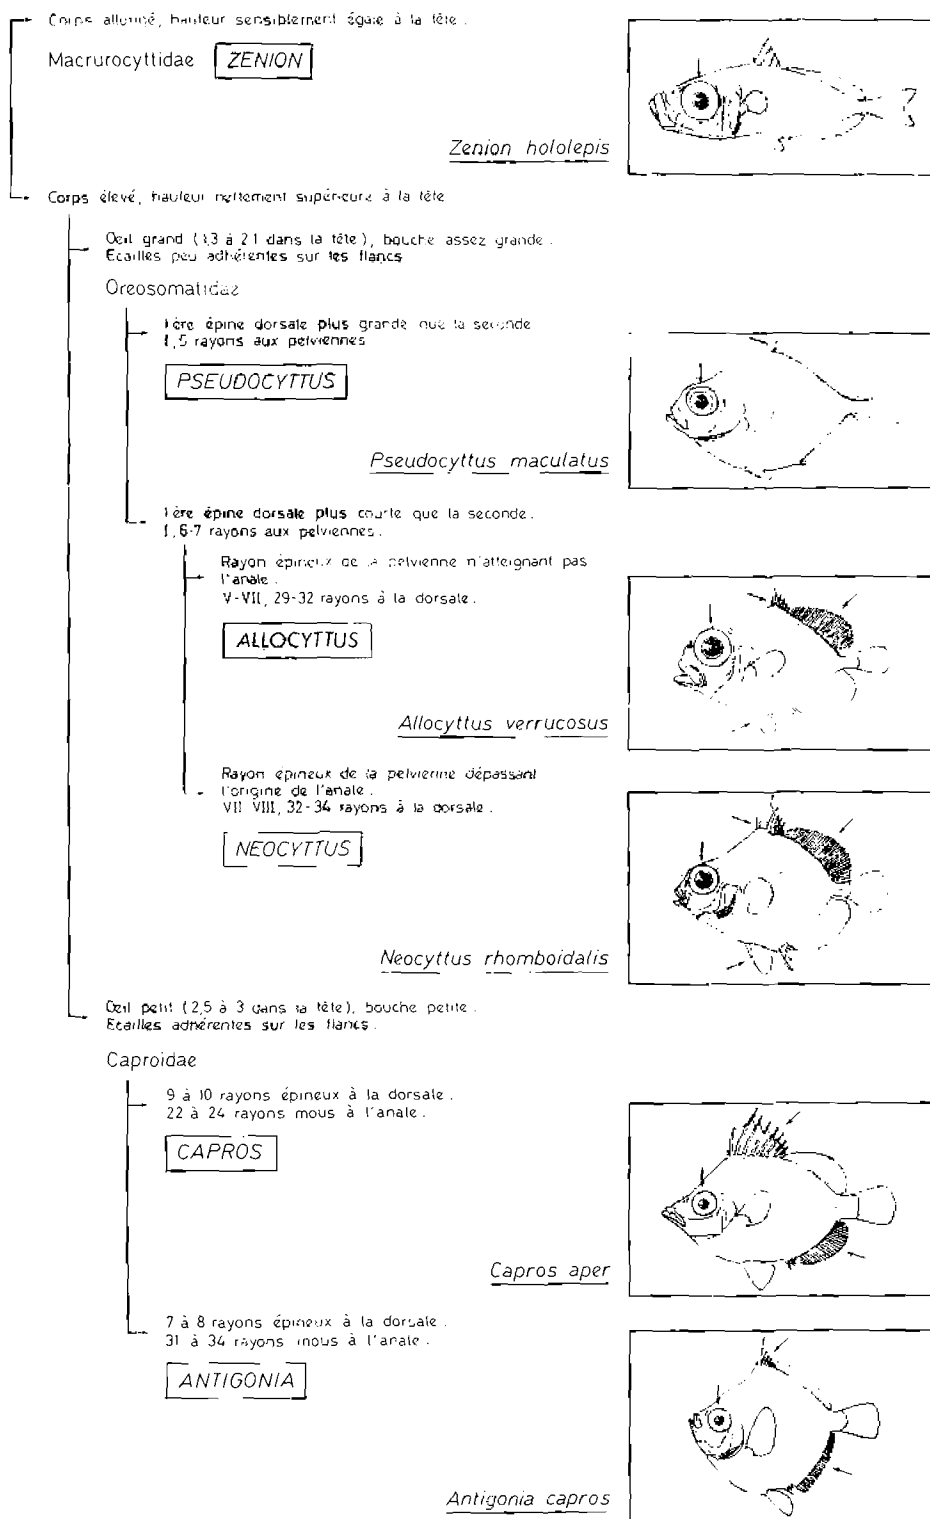 Corps allongé, hauteur sensiblement égale à la tête.
Macrurocyttidae ZENION
Zenion hololepis
Corps élevé, hauteur nettement supérieure à la tête
Oeil grand (1,3 à 2,1 dans la tête), bouche assez grande.
Ecailles peu adhérentes sur les flancs
Oreosomatidae
1ère épine dorsale plus grande que la seconde
I,5 rayons aux pelviennes
PSEUDOCYTTUS
Pseudocyttus maculatus
1ère épine dorsale plus courte que la seconde.
I,6-7 rayons aux pelviennes.
Rayon épineux de la pelvienne n'atteignant pas
l'anale.
V-VII, 29-32 rayons à la dorsale.
ALLOCYTTUS
Allocyttus verrucosus
Rayon épineux de la pelvienne dépassant
l'origine de l'anale.
VII VIII, 32-34 rayons à la dorsale.
NEOCYTTUS
Neocyttus rhomboidalis
Oeil petit (2,5 à 3 dans la tête), bouche petite.
Ecailles adhérentes sur les flancs.
Caproidae
9 à 10 rayons épineux à la dorsale.
22 à 24 rayons mous à l'anale.
CAPROS
Capros aper
7 à 8 rayons épineux à la dorsale.
31 à 34 rayons mous à l'anale.
ANTIGONIA
Antigonia capros